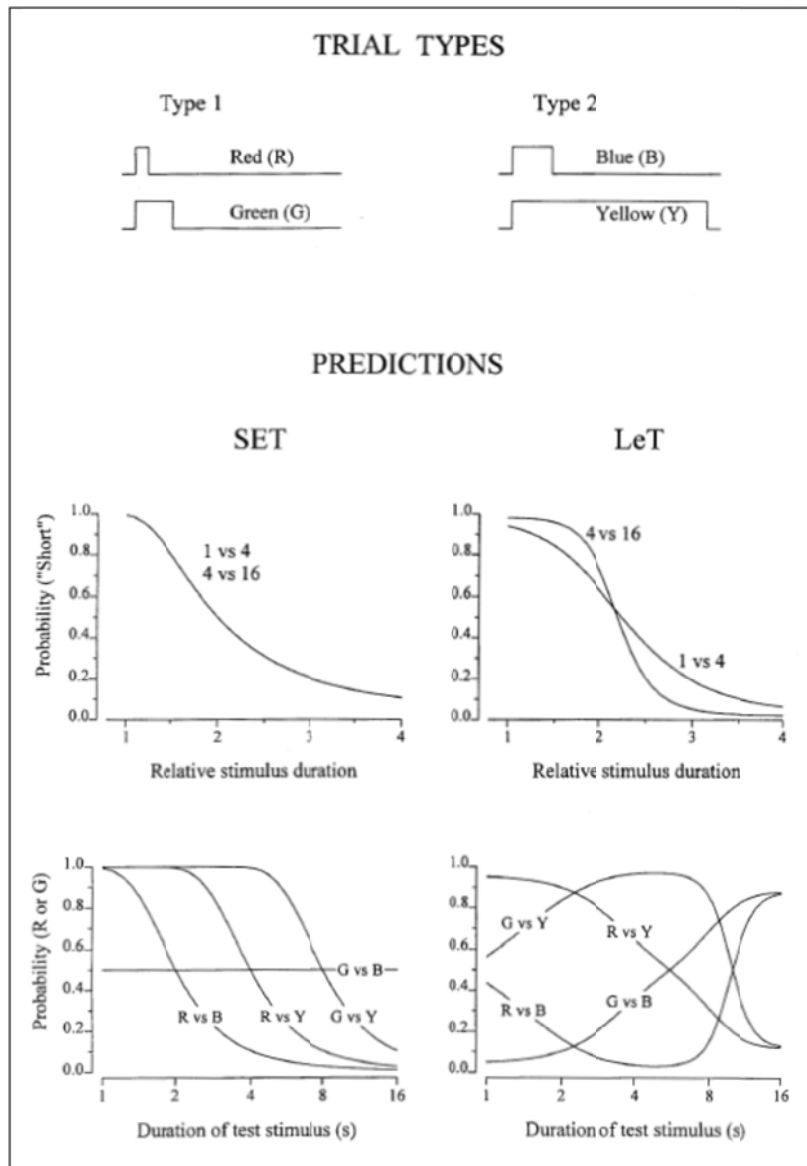 TRIAL TYPES
Type 1
Type 2
Red (R)
Blue (B)
Green (G)
Yellow (Y)
PREDICTIONS
SET
LeT
Probability ("Short")
1.0
0.8
0.6
0.4
0.2
0.0
1 vs 4
4 vs 16
1
2
3
4
Relative stimulus duration
1.0
0.8
0.6
0.4
0.2
0.0
4 vs 16
1 vs 4
1
2
3
4
Relative stimulus duration
Probability (R or G)
1.0
0.8
0.6
0.4
0.2
0.0
G vs B
R vs B
R vs Y
G vs Y
1
2
4
8
16
Duration of test stimulus (s)
1.0
0.8
0.6
0.4
0.2
0.0
G vs Y
R vs Y
R vs B
G vs B
1
2
4
8
16
Duration of test stimulus (s)